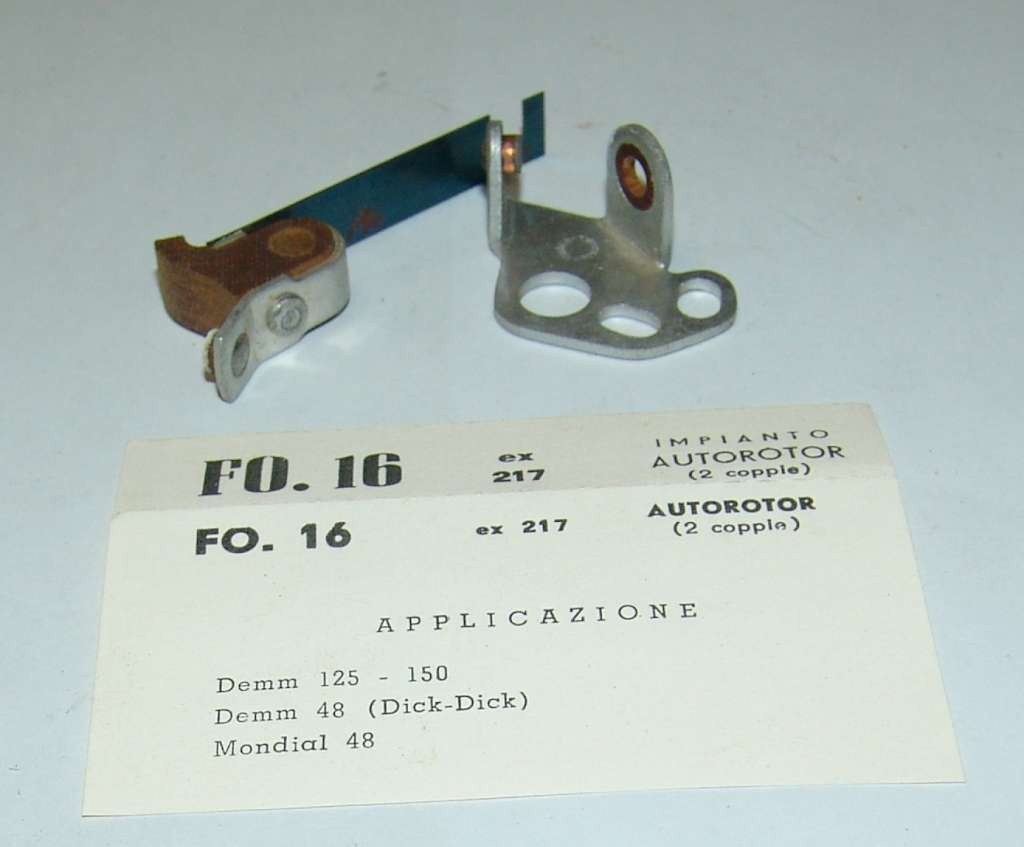 FO. 16 ex 217 IMPIANTO AUTOROTOR (2 copple)
FO. 16 ex 217 AUTOROTOR (2 copple)
APPLICAZIONE
Demm 125 - 150
Demm 48 (Dick-Dick)
Mondial 48